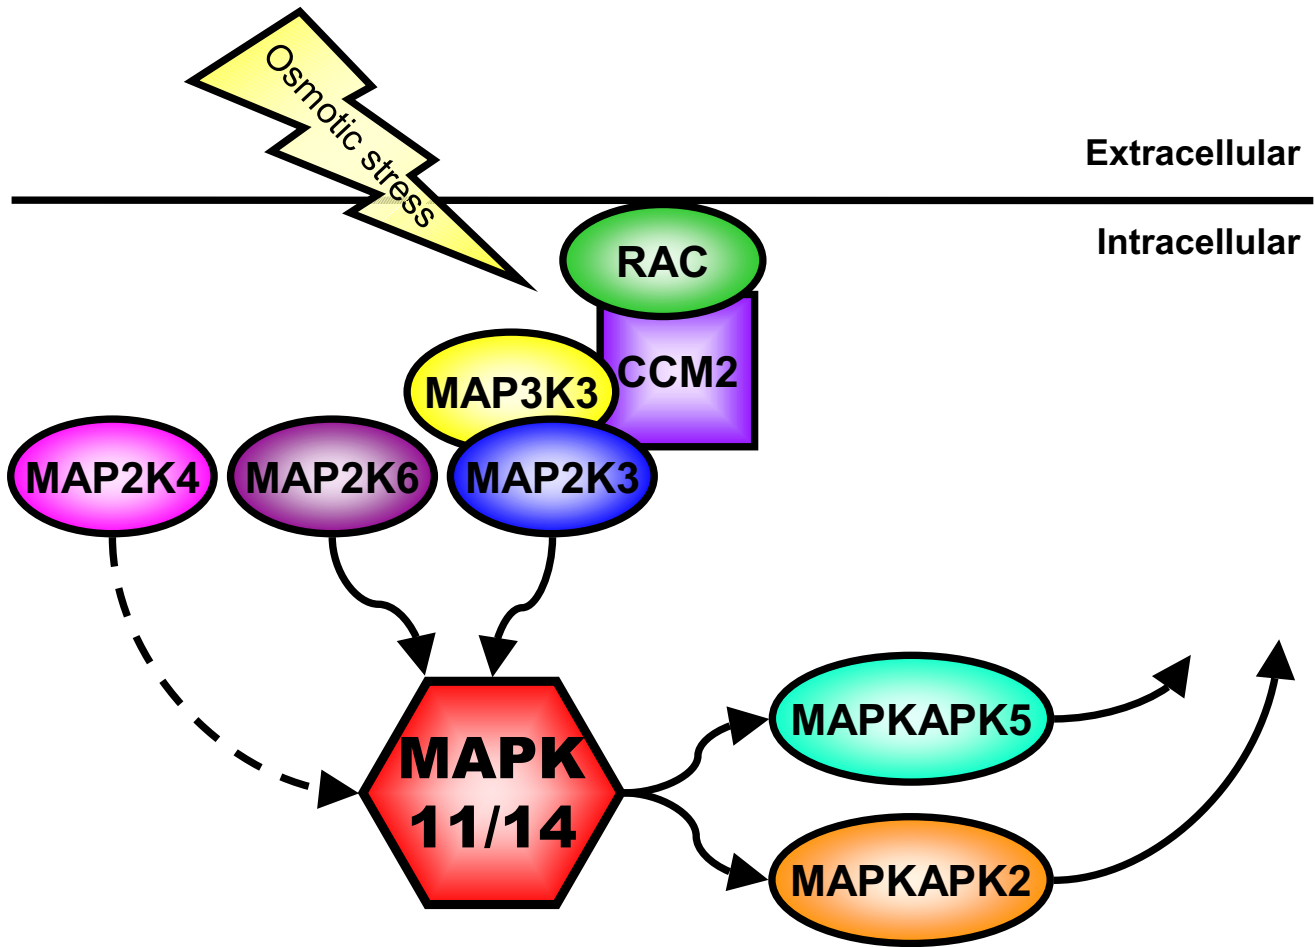 Osmotic stress
Extracellular
Intracellular
RAC
CCM2
MAP3K3
MAP2K4
MAP2K6
MAP2K3
MAPK
11/14
MAPKAPK5
MAPKAPK2